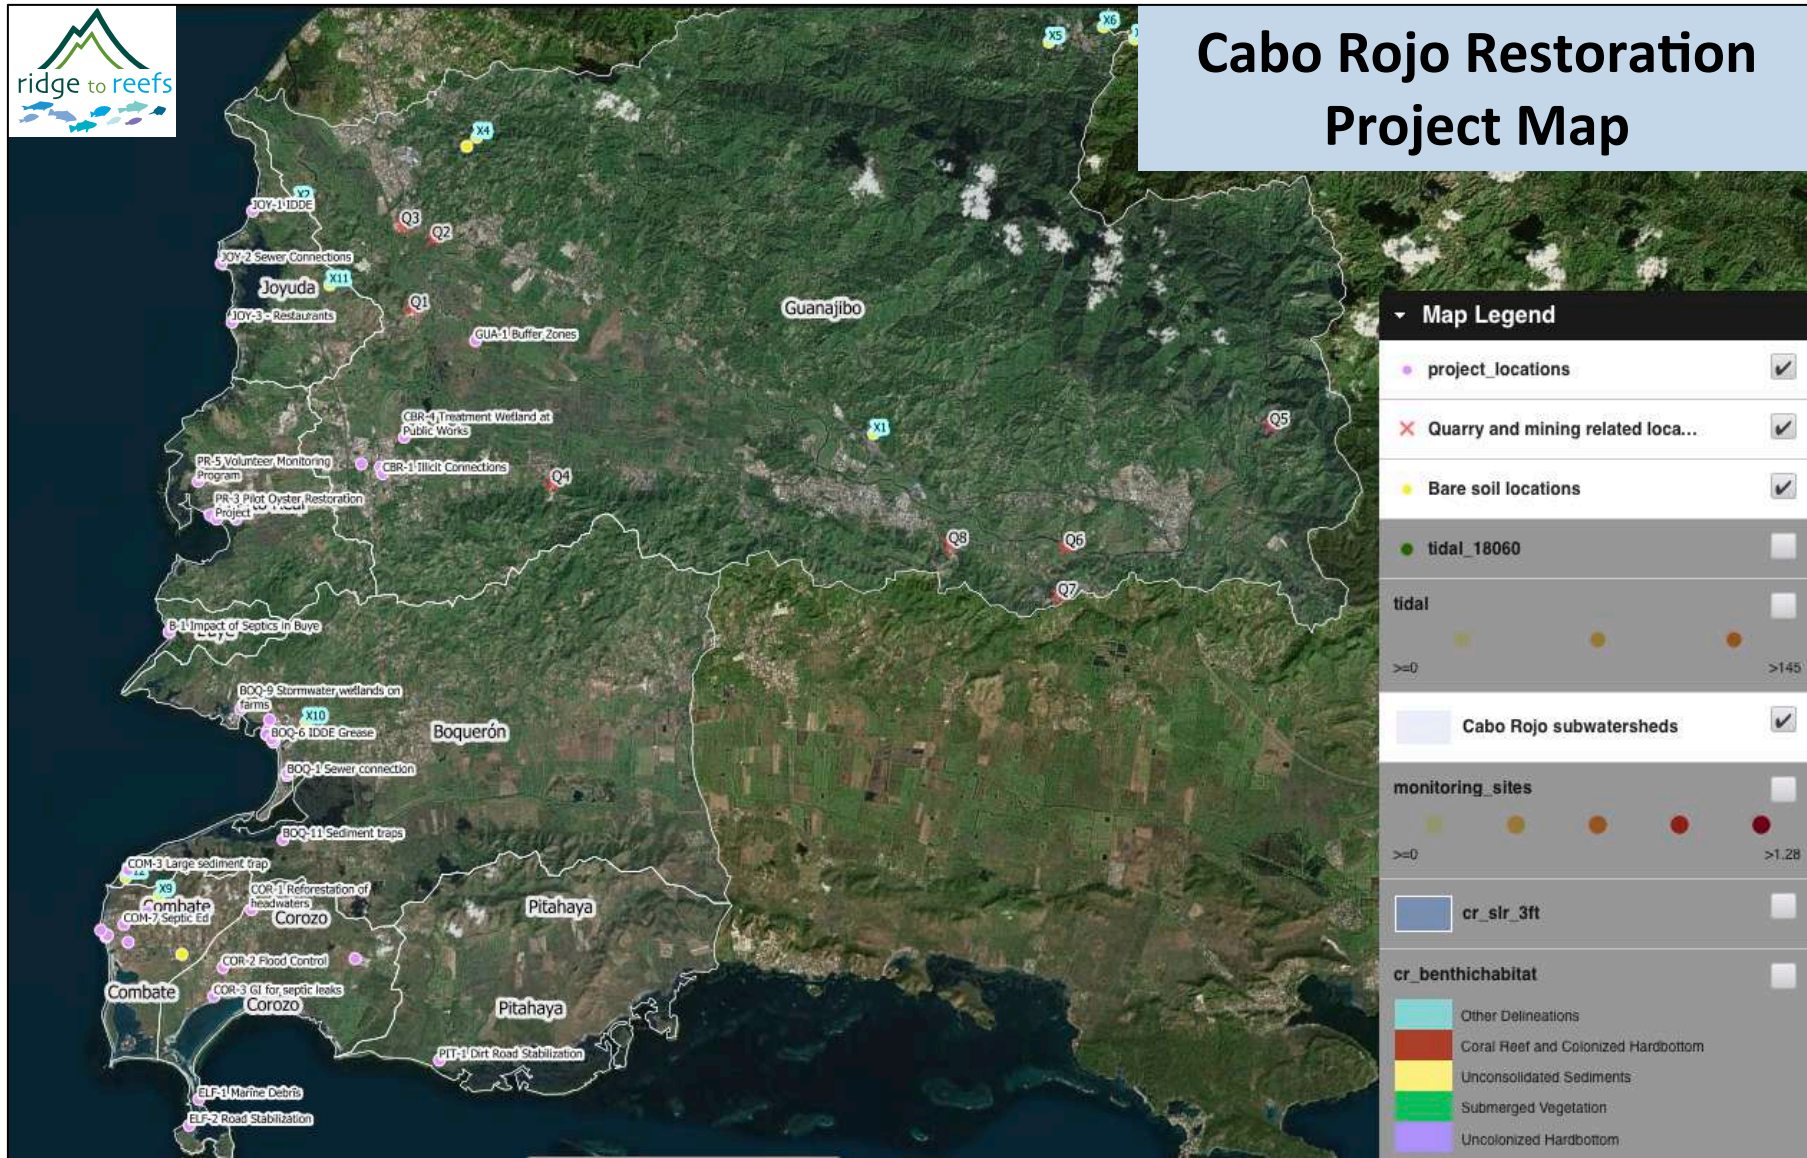 ridge to reefs
Cabo Rojo Restoration
Project Map
X6
X5
X4
X2
JOY-1 IDDE
Q3
Q2
JOY-2 Sewer Connections
X11
Joyuda
Q1
Guanajibo
JOY-3 - Restaurants
GUA-1 Buffer Zones
CBR-4 Treatment Wetland at
Public Works
X1
Q5
PR-5 Volunteer Monitoring
Program
CBR-1 Illicit Connections
Q4
PR-3 Pilot Oyster Restoration
Project
Q8
Q6
Q7
B-1 Impact of Septics in Buye
BOQ-9 Stormwater wetlands on
farms
X10
BOQ-6 IDDE Grease
Boquerón
BOQ-1 Sewer connection
BOQ-11 Sediment traps
COM-3 Large sediment trap
X9
COR-1 Reforestation of
headwaters
Combate
COM-7 Septic Ed
Corozo
Pitahaya
COR-2 Flood Control
Combate
COR-3 GI for septic leaks
Corozo
Pitahaya
PIT-1 Dirt Road Stabilization
ELF-1 Marine Debris
ELF-2 Road Stabilization
Map Legend
project_locations
Quarry and mining related loca...
Bare soil locations
tidal_18060
tidal
>=0
>145
Cabo Rojo subwatersheds
monitoring_sites
>=0
>1.28
cr_slr_3ft
cr_benthichabitat
Other Delineations
Coral Reef and Colonized Hardbottom
Unconsolidated Sediments
Submerged Vegetation
Uncolonized Hardbottom